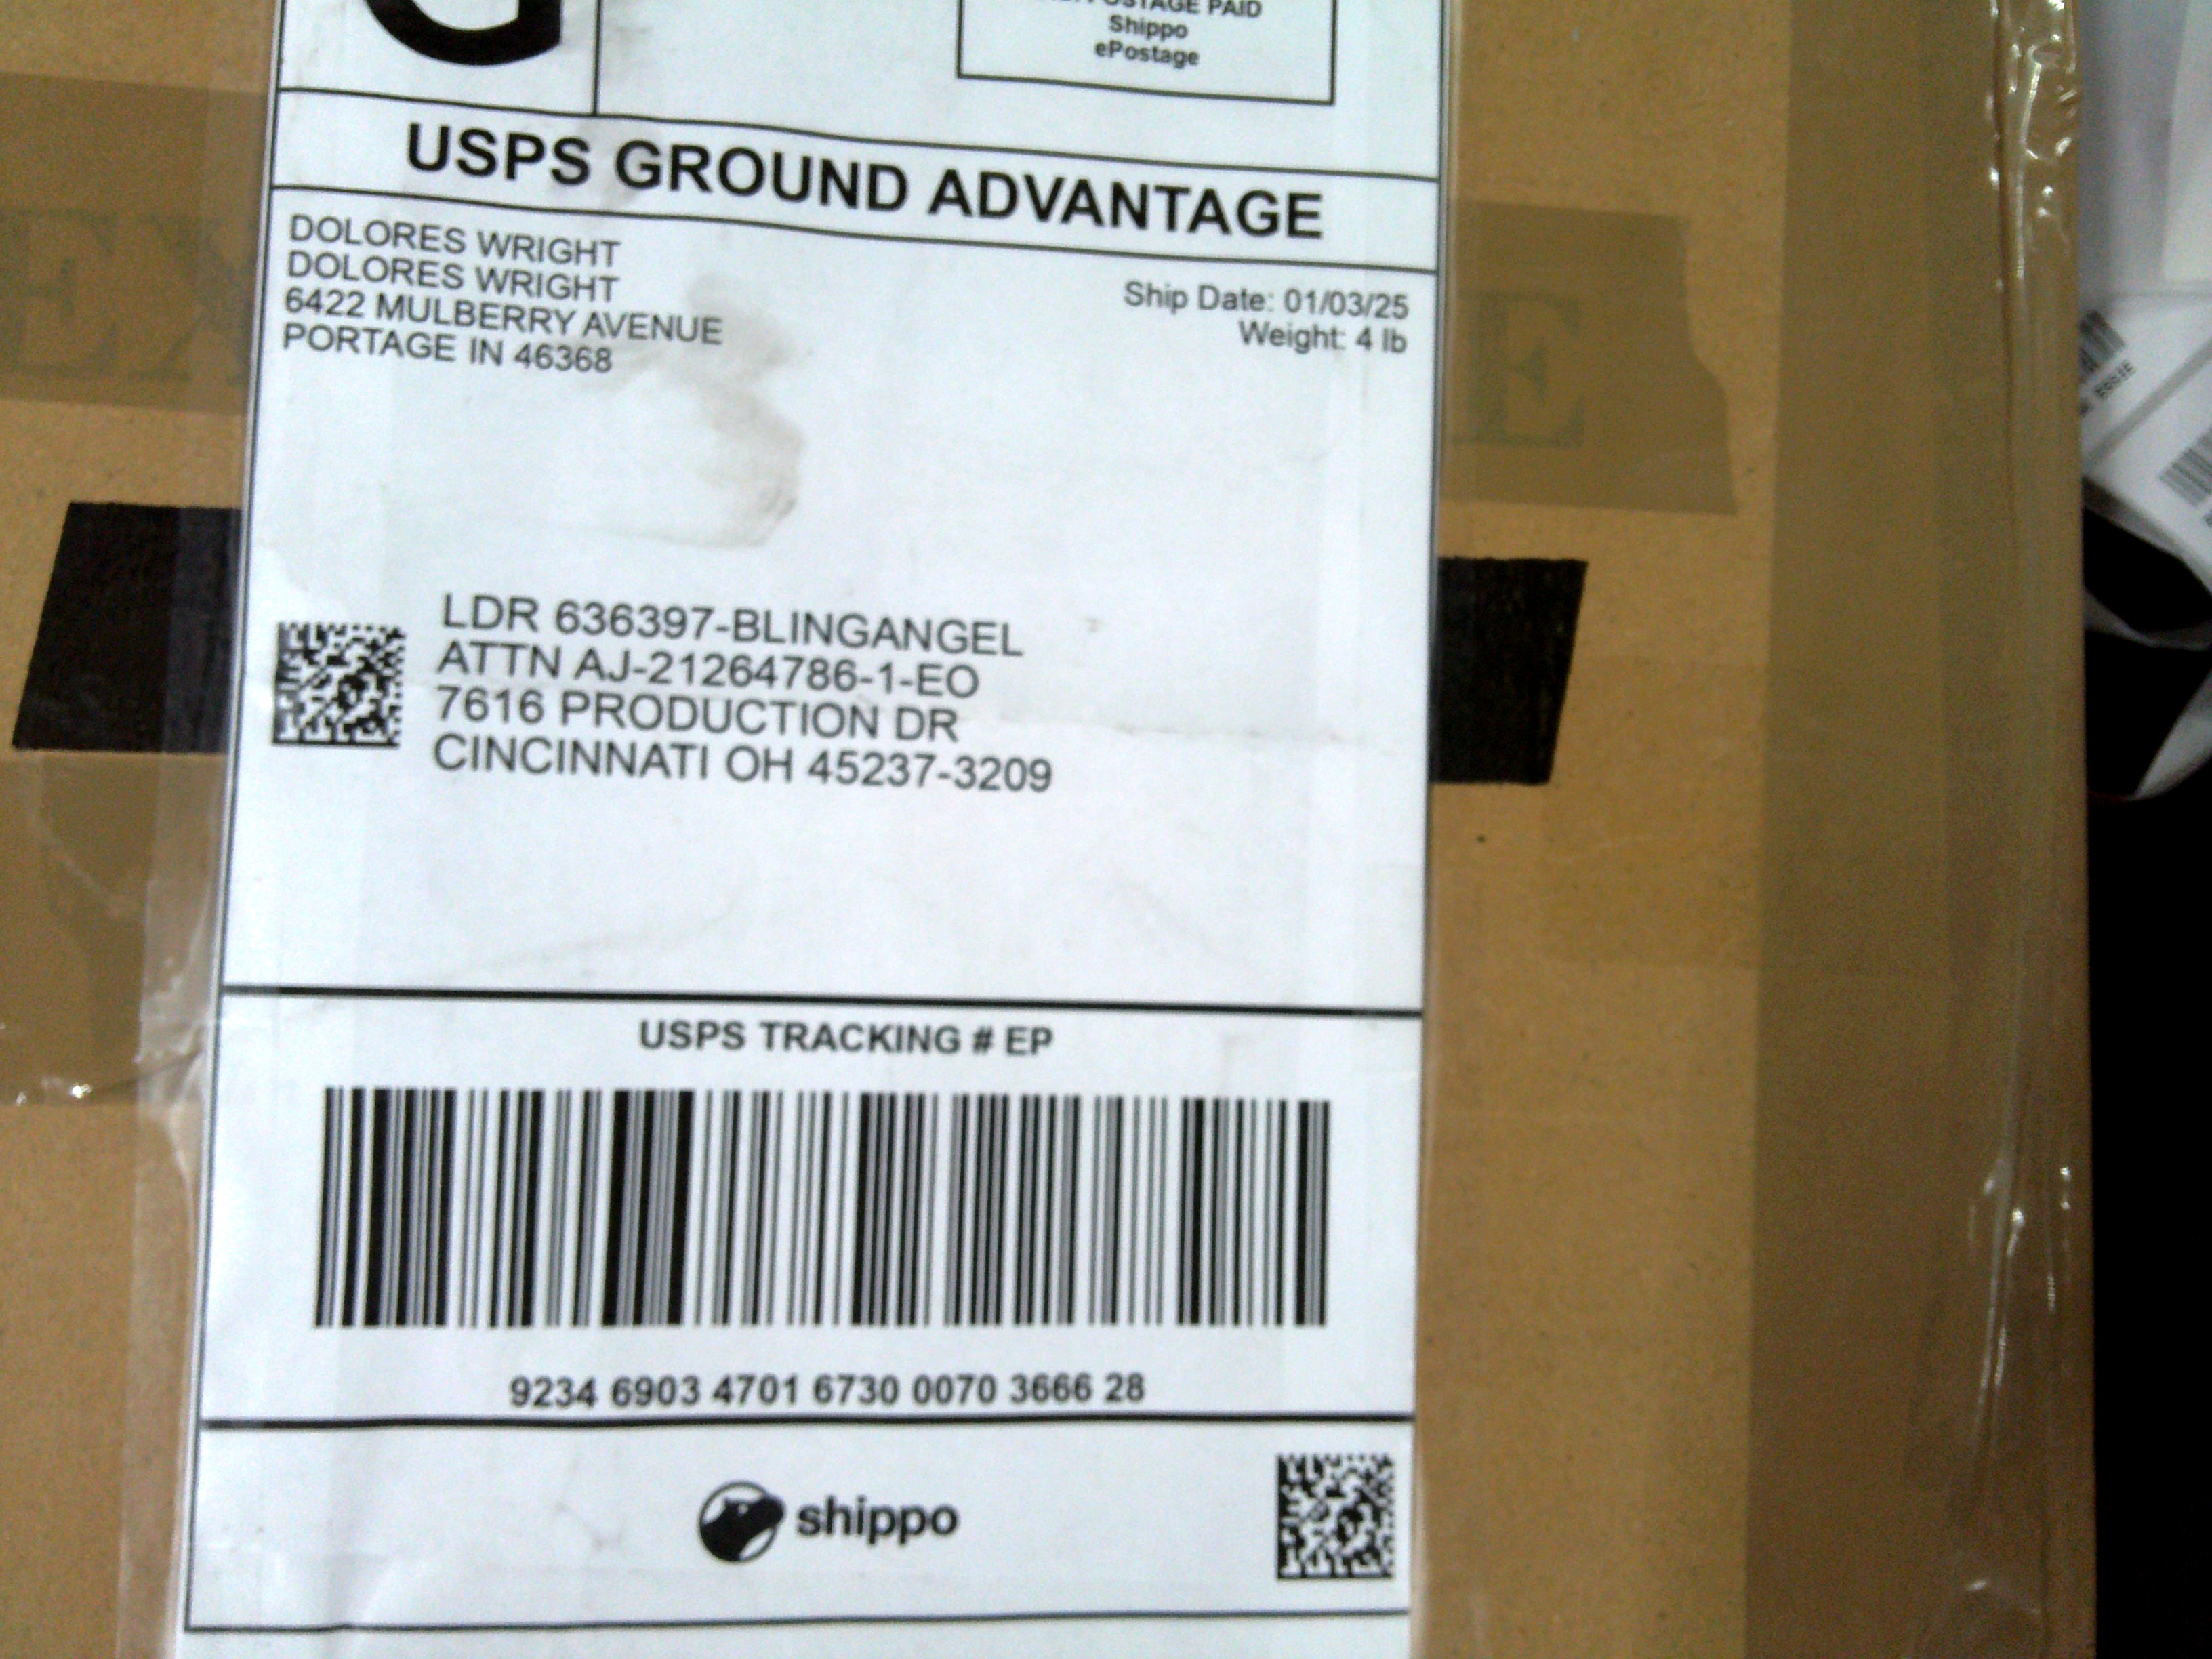 G
POSTAGE PAID
Shippo
ePostage
USPS GROUND ADVANTAGE
DOLORES WRIGHT
DOLORES WRIGHT
6422 MULBERRY AVENUE
PORTAGE IN 46368
Ship Date: 01/03/25
Weight: 4 lb
LDR 636397-BLINGANGEL
ATTN AJ-21264786-1-EO
7616 PRODUCTION DR
CINCINNATI OH 45237-3209
USPS TRACKING # EP
9234 6903 4701 6730 0070 3666 28
shippo